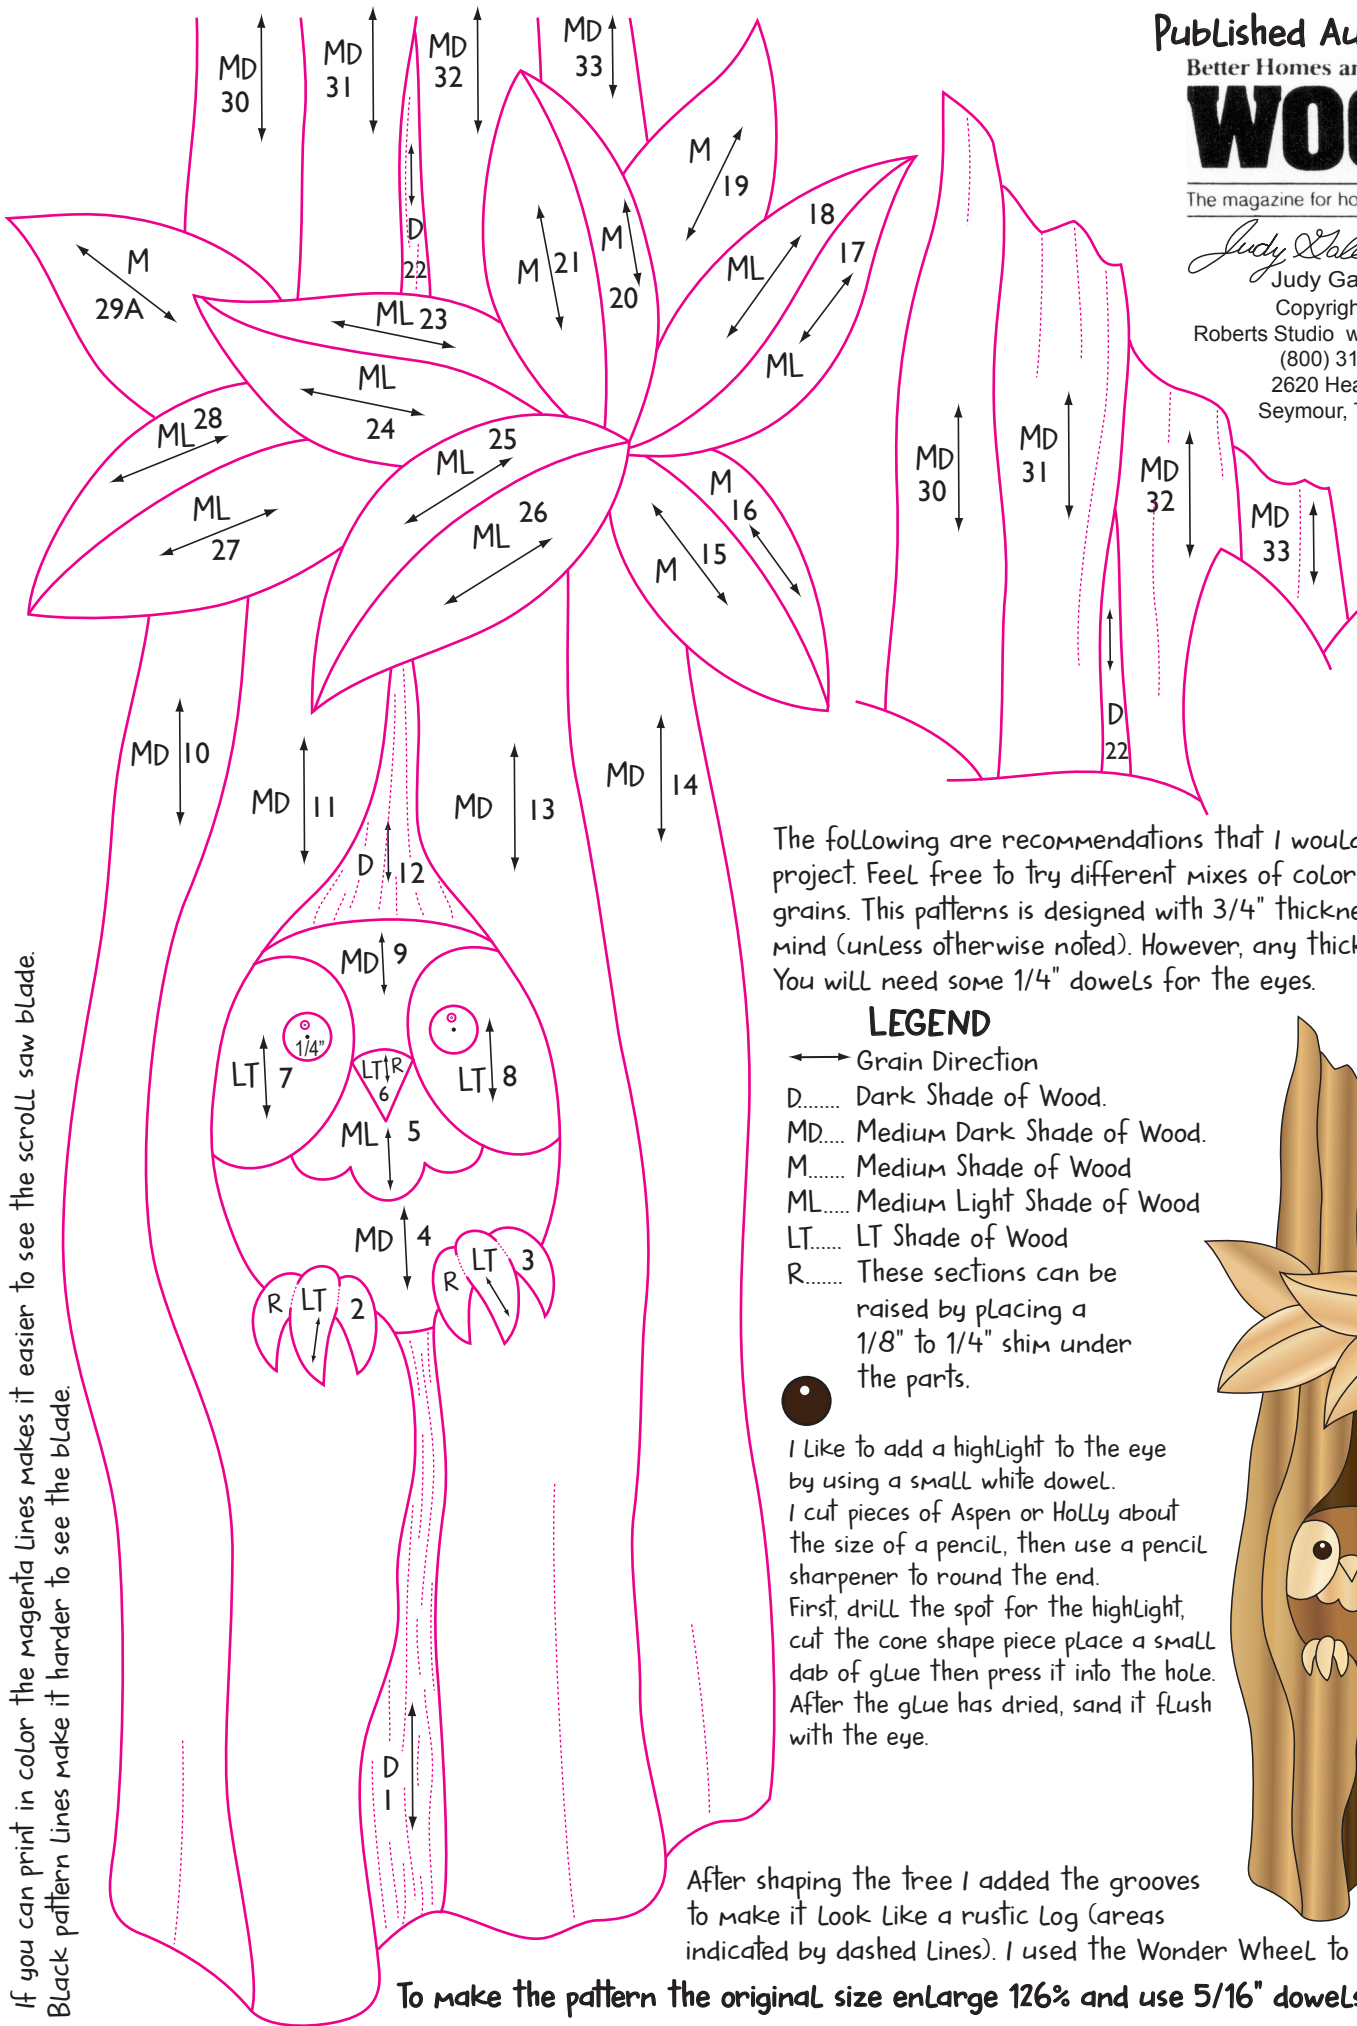 Published
Better Homes
The magazine for
Judy
Judy
Roberts Studio
(800)
2620
Seymour,
MD
30
MD
31
MD
32
MD
33
D
22
M
19
M
21
M
20
18
ML
17
ML
M
29A
ML 23
ML
24
ML 28
ML
27
ML 25
ML 26
M
16
M 15
MD
30
MD
31
MD
32
MD
33
D
22
MD 10
MD 11
MD 13
MD 14
D 12
MD 9
1/4"
LT 7
LT R
6
LT 8
ML 5
MD 4
R LT 3
R LT 2
D
1
The following are recommendations that I would
project. Feel free to try different mixes of color
grains. This patterns is designed with 3/4"
mind (unless otherwise noted). However, any
You will need some 1/4" dowels for the eyes.
LEGEND
Grain Direction
D........ Dark Shade of Wood.
MD..... Medium Dark Shade of Wood.
M....... Medium Shade of Wood
ML..... Medium Light Shade of Wood
LT...... LT Shade of Wood
R....... These sections can be
raised by placing a
1/8" to 1/4" shim under
the parts.
I like to add a highlight to the eye
by using a small white dowel.
I cut pieces of Aspen or Holly about
the size of a pencil, then use a pencil
sharpener to round the end.
First, drill the spot for the highlight,
cut the cone shape piece place a small
dab of glue then press it into the hole.
After the glue has dried, sand it flush
with the eye.
After shaping the tree I added the grooves
to make it look like a rustic log (areas
indicated by dashed lines). I used the Wonder Wheel to
To make the pattern the original size enlarge 126% and use 5/16" dowels
If you can print in color the magenta lines makes it easier to see the scroll saw blade.
Black pattern lines make it harder to see the blade.